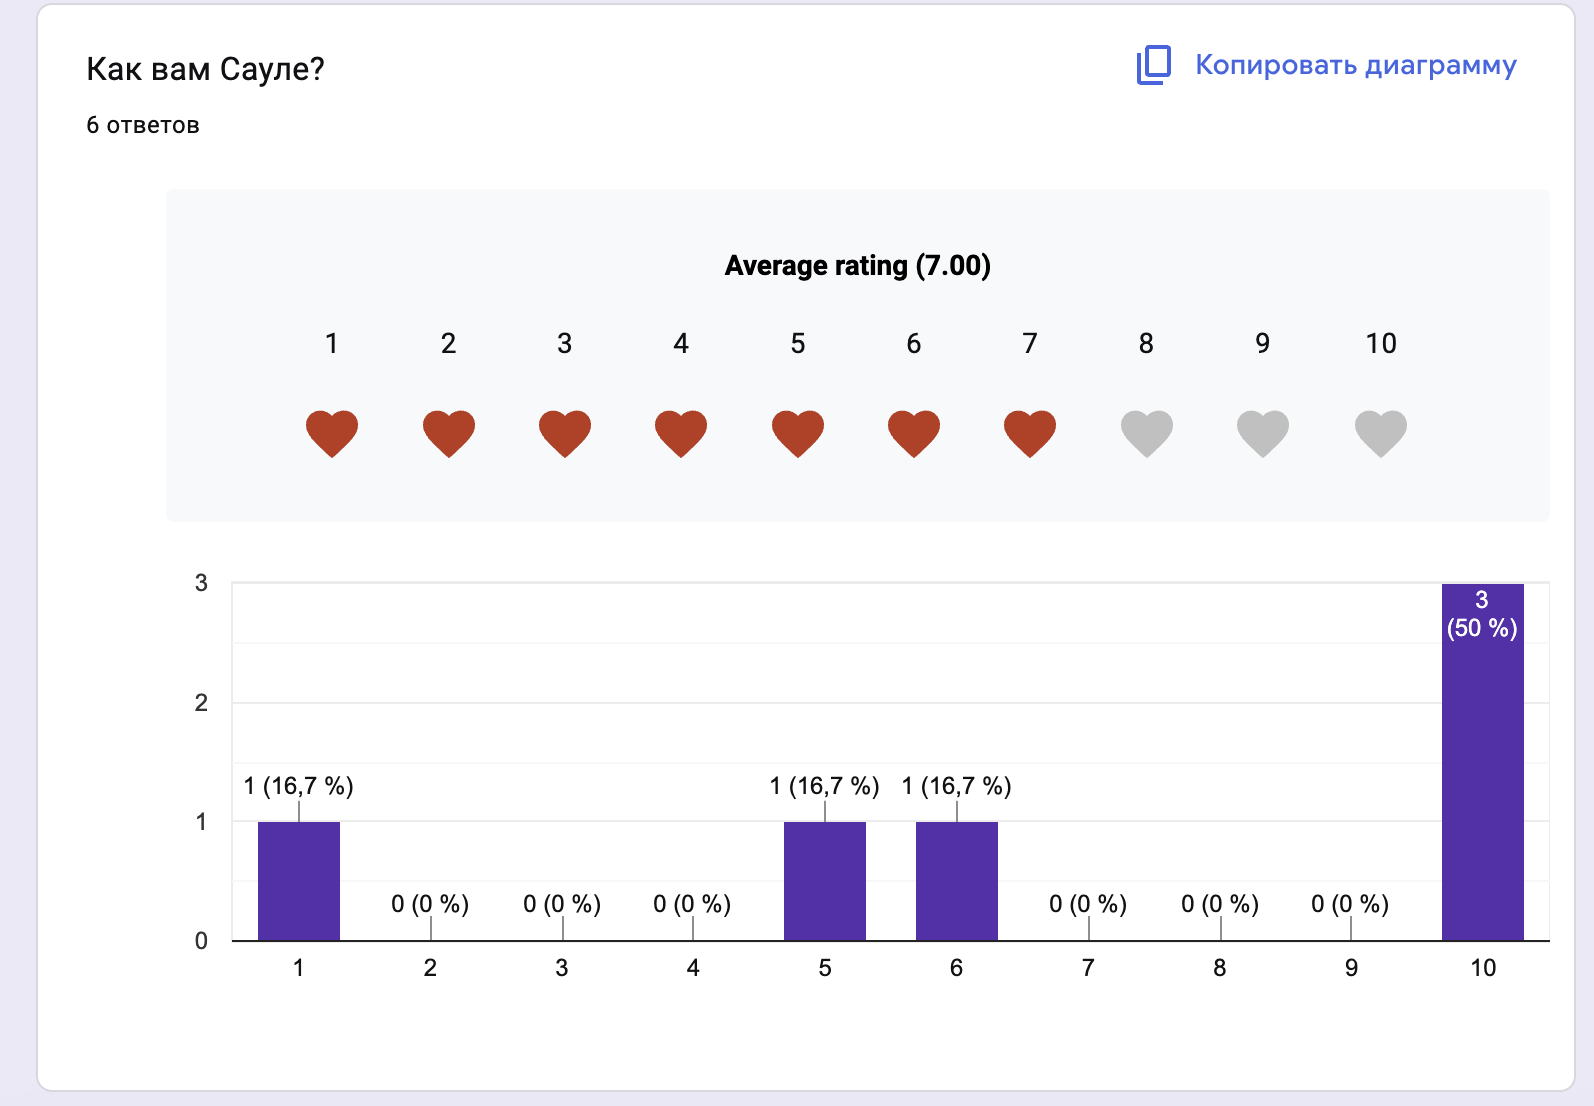 Как вам Сауле?
Копировать диаграмму
6 ответов
Average rating (7.00)
1 2 3 4 5 6 7 8 9 10
3
3
(50 %)
2
1 (16,7 %) 1 (16,7 %) 1 (16,7 %)
1
0 (0 %) 0 (0 %) 0 (0 %) 0 (0 %) 0 (0 %) 0 (0 %)
0
1 2 3 4 5 6 7 8 9 10